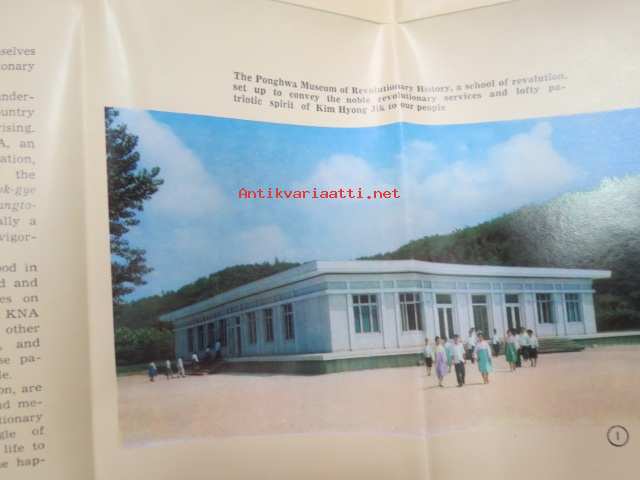 selves
ionary
nder-
ountry
rising.
A, an
ation,
the
ok-gye
angto-
ally a
vigor-
ood in
d and
es on
KNA
other
, and
se pa-
le.
on, are
nd me-
tionary
gle of
life to
e hap-
The Ponghwa Museum of Revolutionary History, a school of revolution,
set up to convey the noble revolutionary services and lofty pa-
triotic spirit of Kim Hyong Jik to our people
Antikvariaatti.net
1